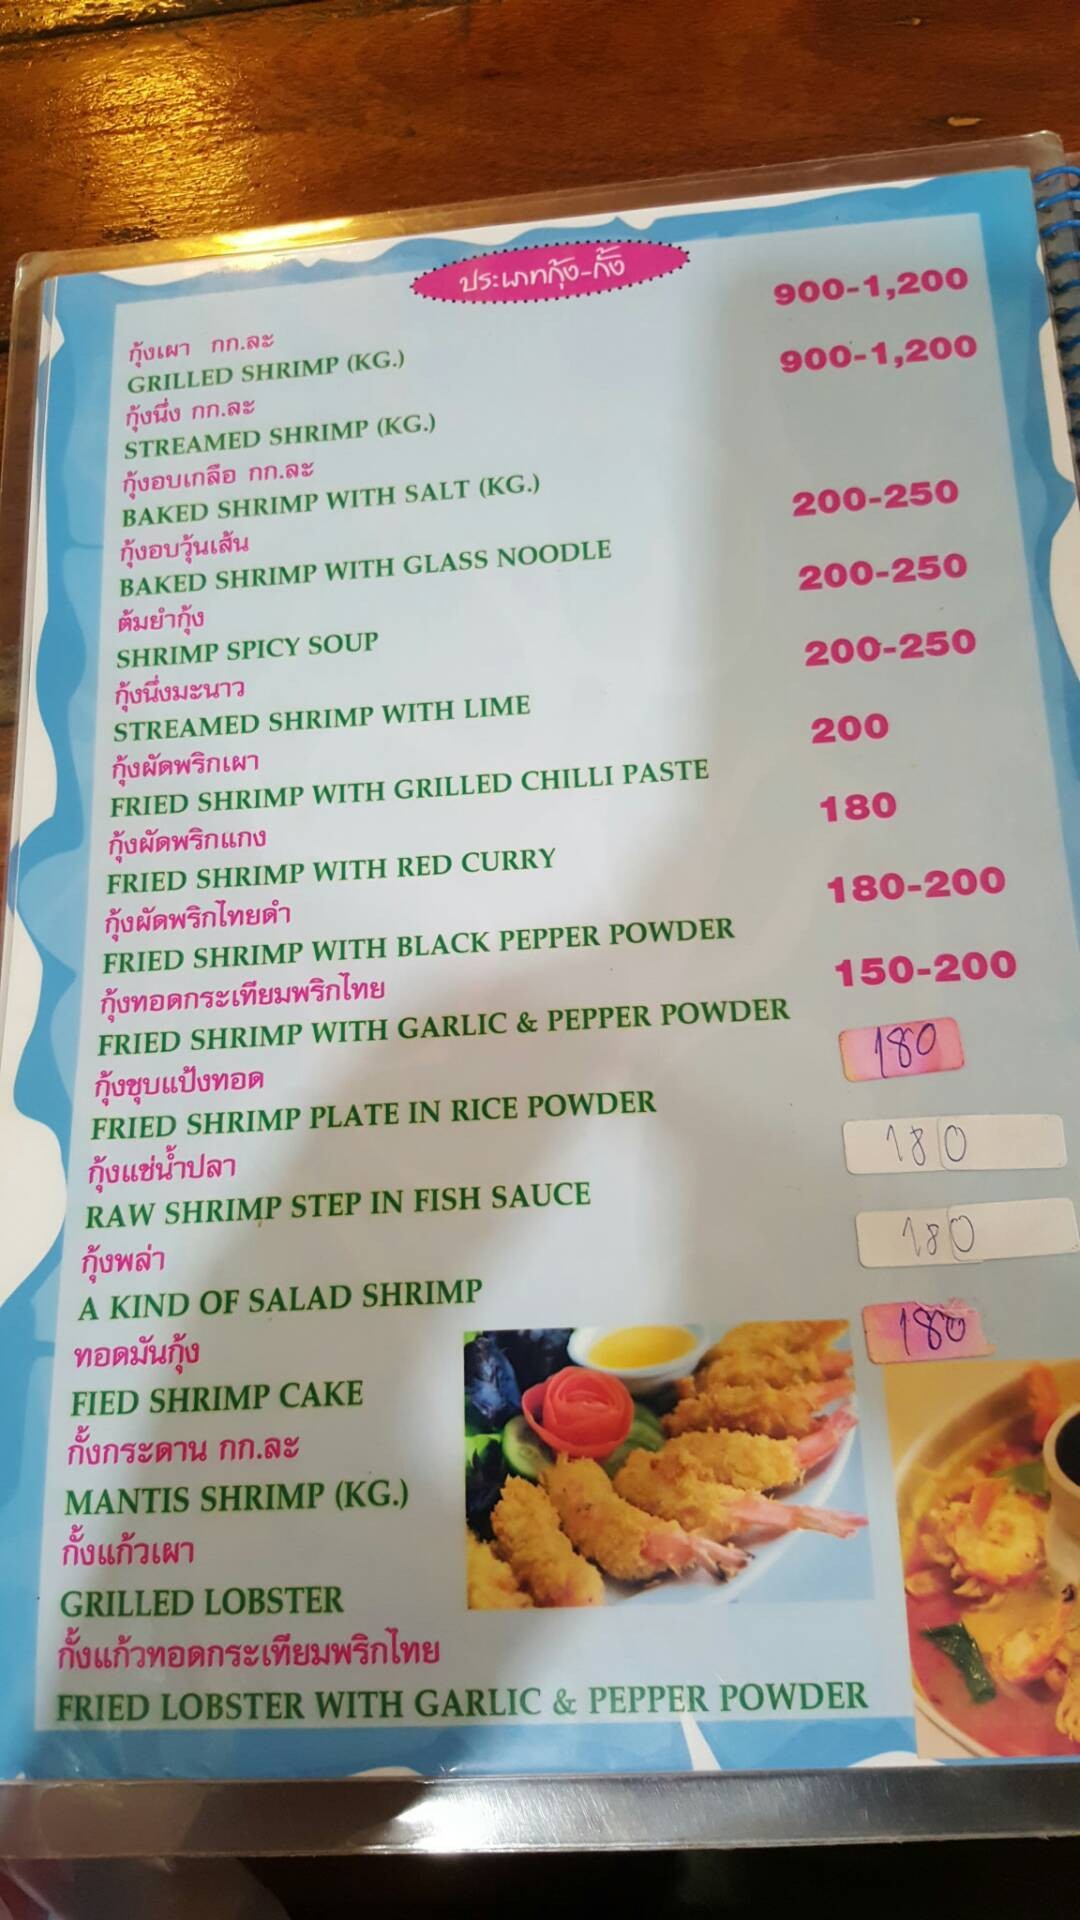 ประเภทกุ้ง-กั้ง
กุ้งเผา กก.ละ 900-1,200
GRILLED SHRIMP (KG.)
กุ้งนึ่ง กก.ละ 900-1,200
STREAMED SHRIMP (KG.)
กุ้งอบเกลือ กก.ละ
BAKED SHRIMP WITH SALT (KG.)
กุ้งอบวุ้นเส้น 200-250
BAKED SHRIMP WITH GLASS NOODLE
ต้มยำกุ้ง 200-250
SHRIMP SPICY SOUP
กุ้งนึ่งมะนาว 200-250
STREAMED SHRIMP WITH LIME
กุ้งผัดพริกเผา 200
FRIED SHRIMP WITH GRILLED CHILLI PASTE
กุ้งผัดพริกแกง 180
FRIED SHRIMP WITH RED CURRY
กุ้งผัดพริกไทยดำ 180-200
FRIED SHRIMP WITH BLACK PEPPER POWDER
กุ้งทอดกระเทียมพริกไทย 150-200
FRIED SHRIMP WITH GARLIC & PEPPER POWDER
กุ้งชุบแป้งทอด 180
FRIED SHRIMP PLATE IN RICE POWDER
กุ้งแช่น้ำปลา 180
RAW SHRIMP STEP IN FISH SAUCE
กุ้งพล่า 180
A KIND OF SALAD SHRIMP
ทอดมันกุ้ง 180
FIED SHRIMP CAKE
กั้งกระดาน กก.ละ
MANTIS SHRIMP (KG.)
กั้งแก้วเผา
GRILLED LOBSTER
กั้งแก้วทอดกระเทียมพริกไทย
FRIED LOBSTER WITH GARLIC & PEPPER POWDER